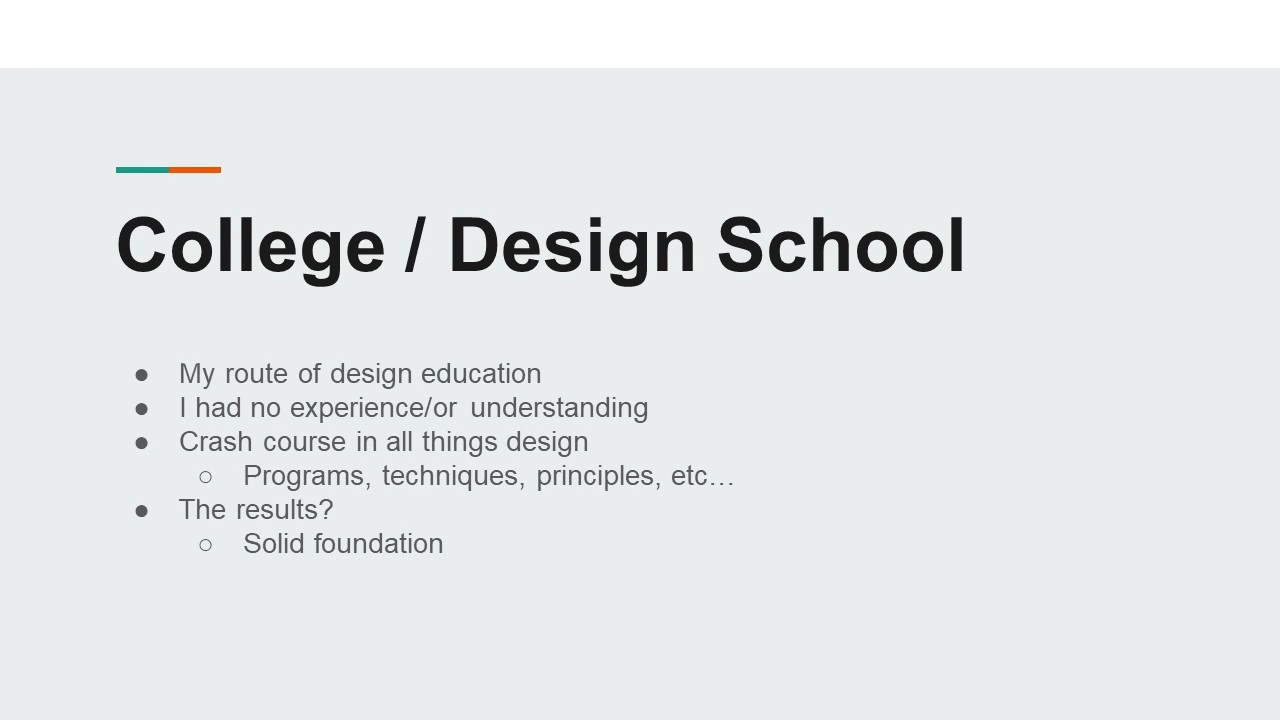 College / Design School
● My route of design education
● I had no experience/or understanding
● Crash course in all things design
○ Programs, techniques, principles, etc…
● The results?
○ Solid foundation